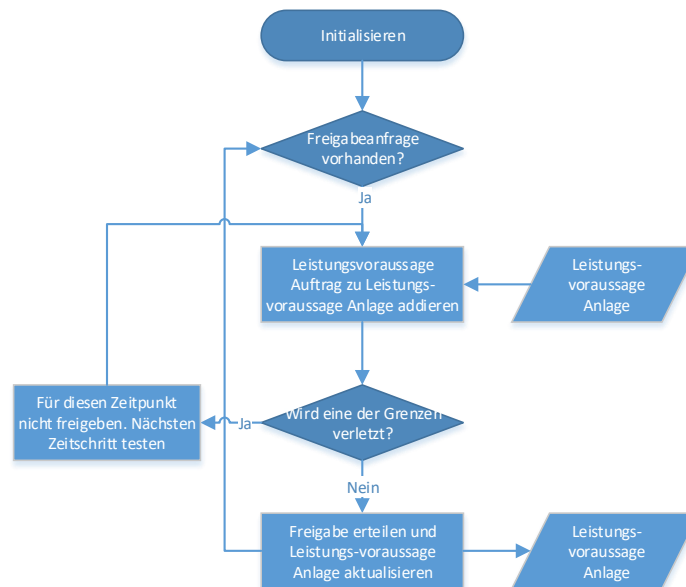 Initialisieren
Freigabeanfrage
vorhanden?
Ja
Leistungsvoraussage
Auftrag zu Leistungs-
voraussage Anlage addieren
Leistungs-
voraussage
Anlage
Für diesen Zeitpunkt
nicht freigeben. Nächsten
Zeitschritt testen
Ja
Wird eine der Grenzen
verletzt?
Nein
Freigabe erteilen und
Leistungs-voraussage
Anlage aktualisieren
Leistungs-
voraussage
Anlage